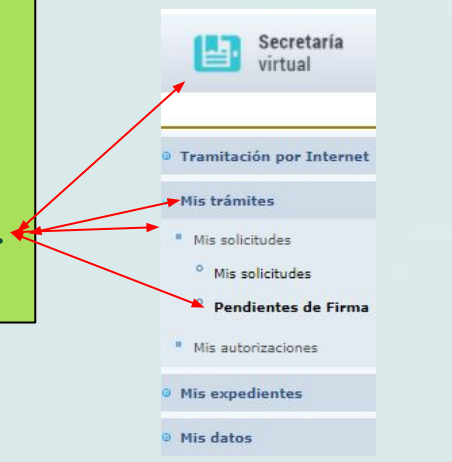 Secretaría
virtual
Tramitación por Internet
Mis trámites
Mis solicitudes
Mis solicitudes
Pendientes de Firma
Mis autorizaciones
Mis expedientes
Mis datos